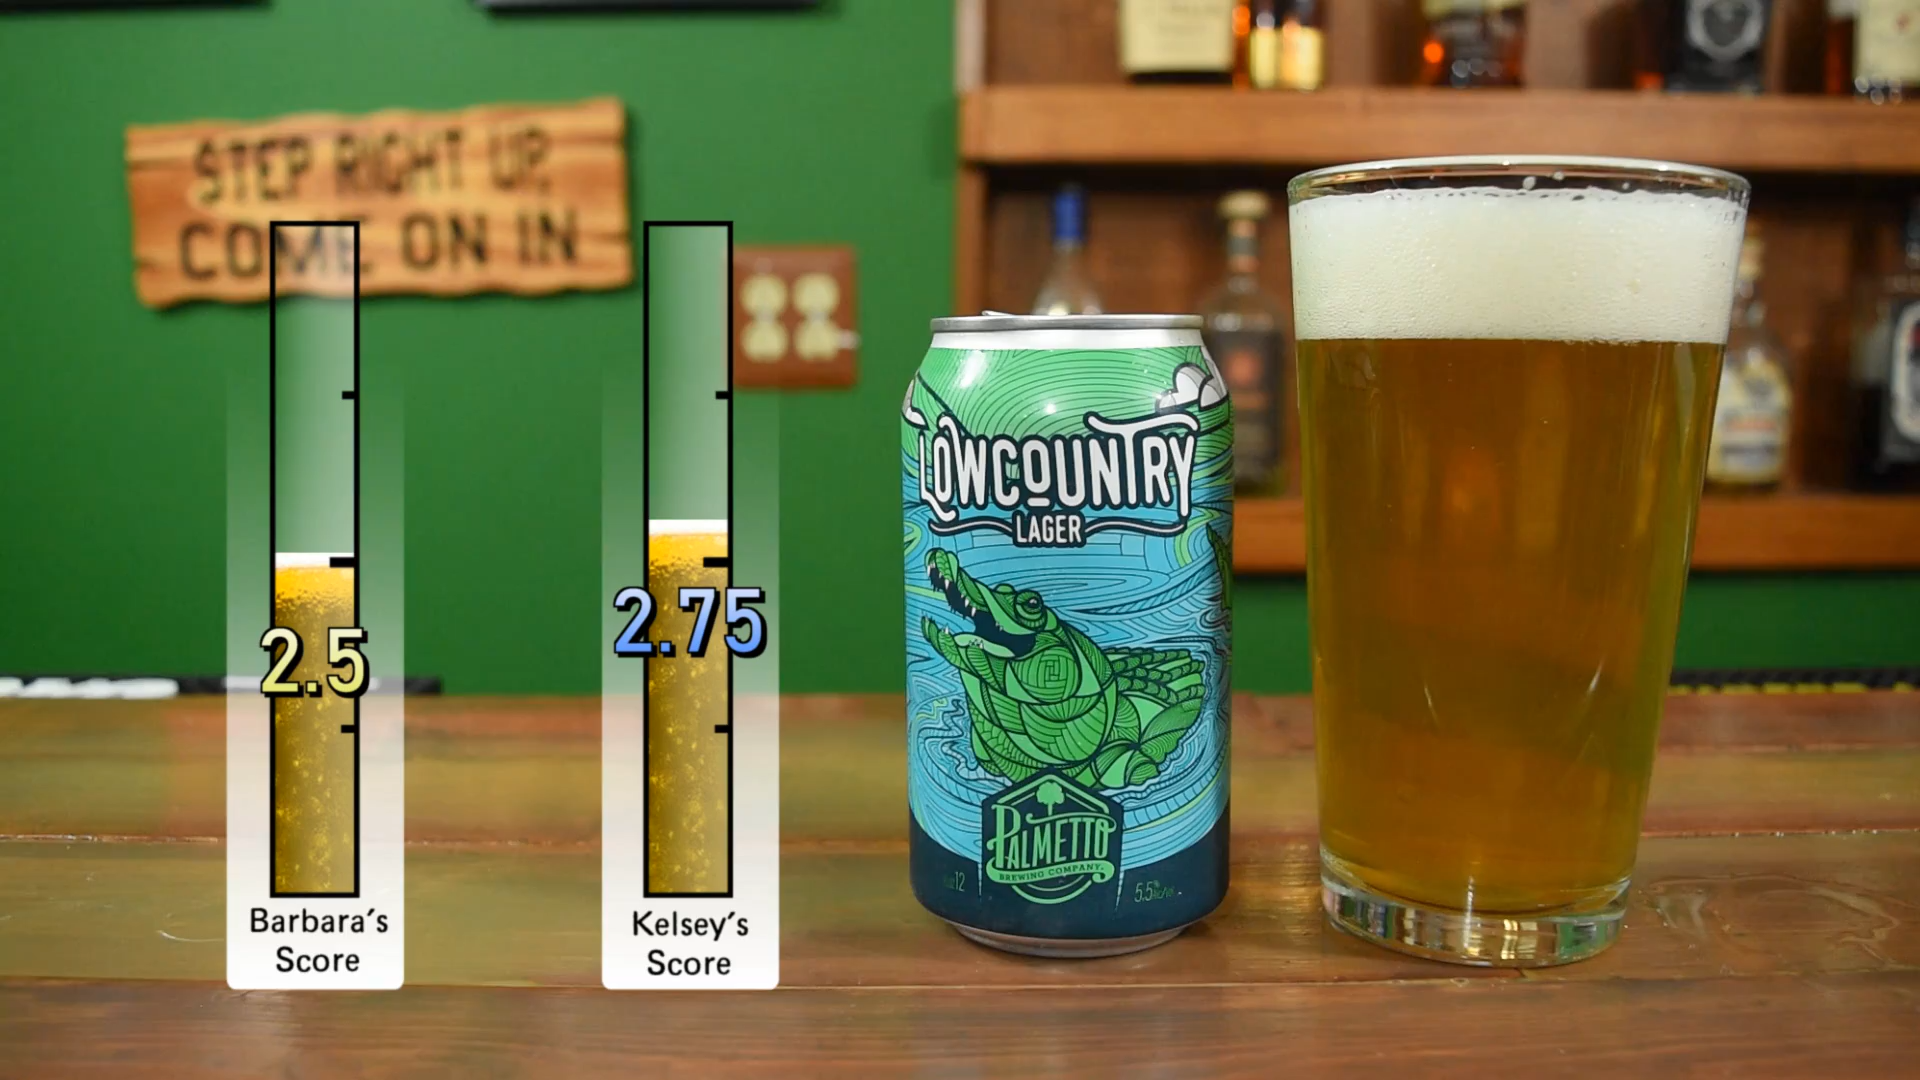 STEP RIGHT UP,
COME ON IN
2.5
Barbara's
Score
2.75
Kelsey's
Score
LOWCOUNTRY
LAGER
PALMETTO
BREWING COMPANY.
12
5.5%